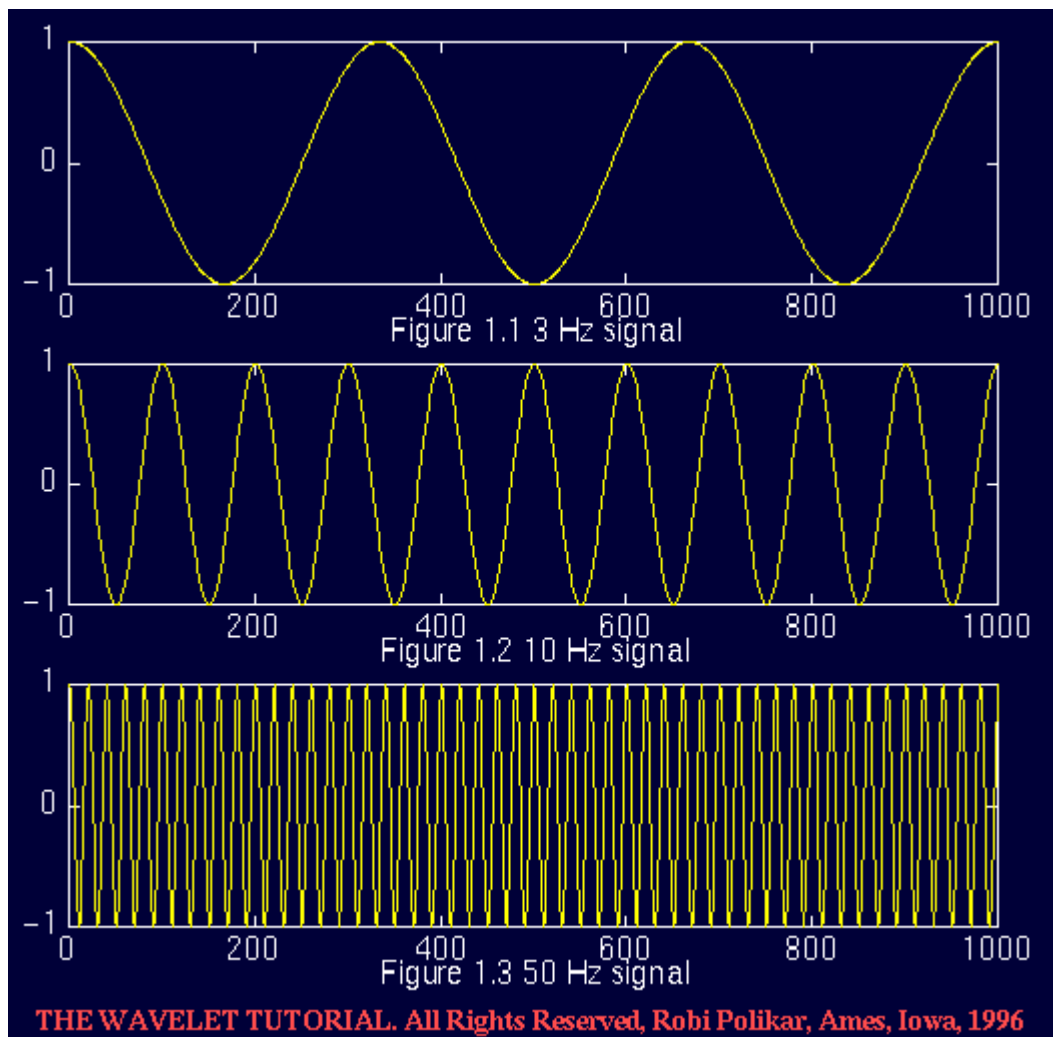 1
0
-1
0 200 400 600 800 1000
Figure 1.1 3 Hz signal
1
0
-1
0 200 400 600 800 1000
Figure 1.2 10 Hz signal
1
0
-1
0 200 400 600 800 1000
Figure 1.3 50 Hz signal
THE WAVELET TUTORIAL. All Rights Reserved, Robi Polikar, Ames, Iowa, 1996